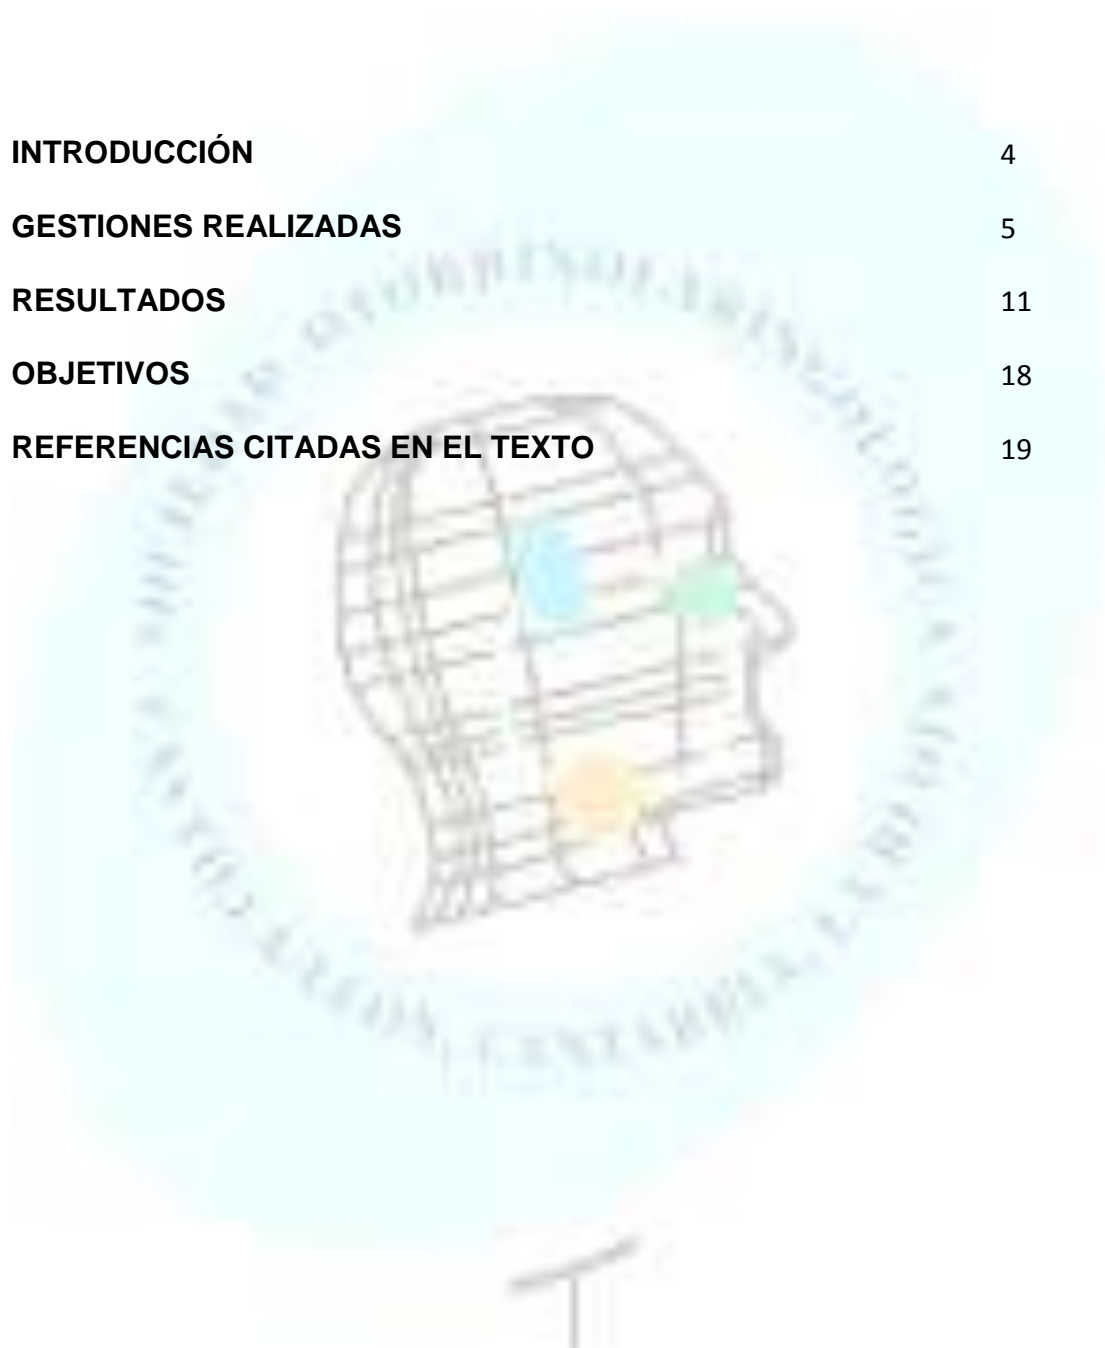 INTRODUCCIÓN 4
GESTIONES REALIZADAS 5
RESULTADOS 11
OBJETIVOS 18
REFERENCIAS CITADAS EN EL TEXTO 19